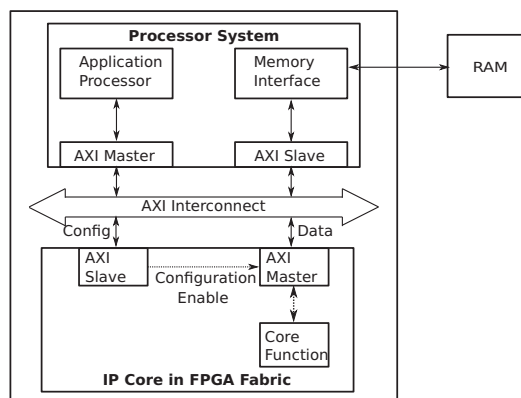 Processor System
Application
Processor
Memory
Interface
RAM
AXI Master
AXI Slave
AXI Interconnect
Config
Data
AXI
Slave
Configuration
Enable
AXI
Master
Core
Function
IP Core in FPGA Fabric